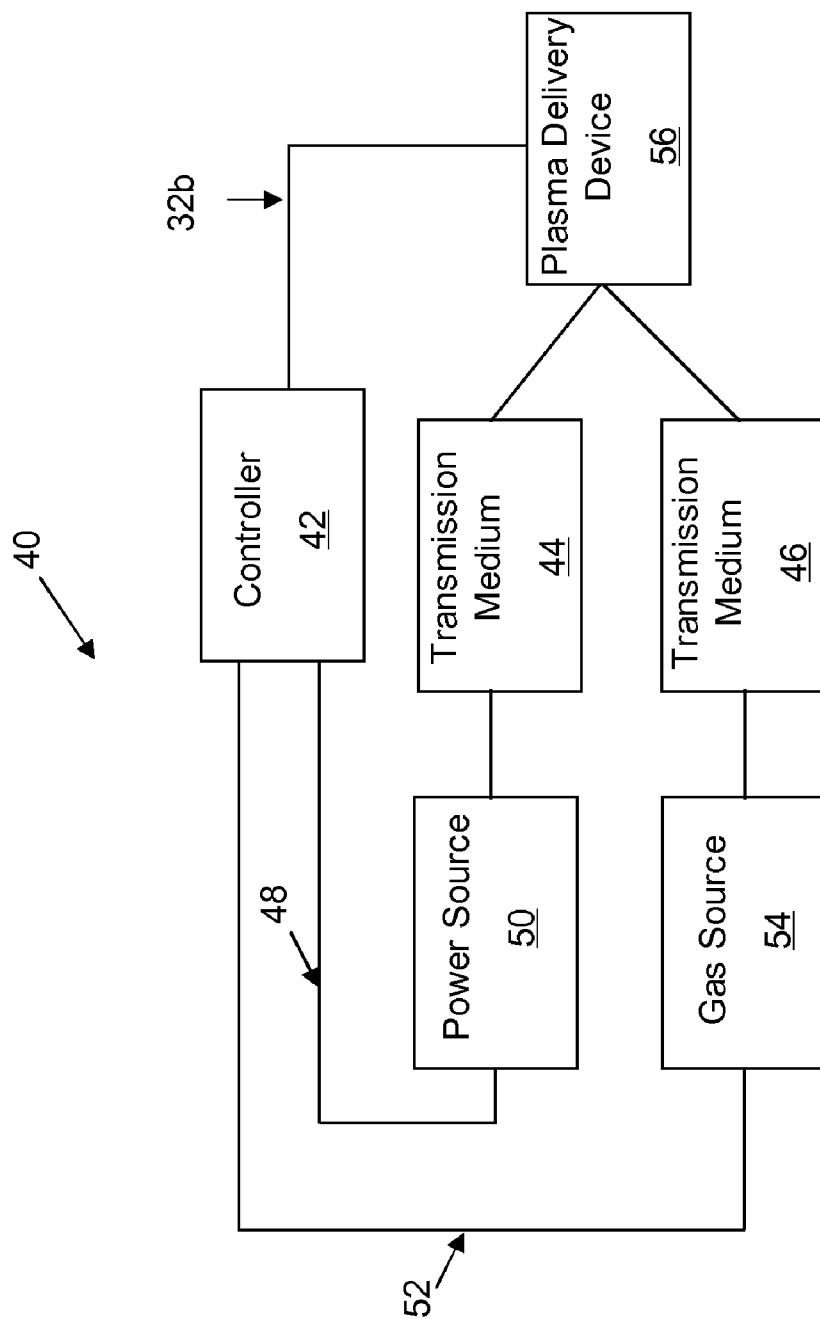 40
32b
Controller
42
Plasma Delivery
Device
56
48
Power Source
50
Transmission
Medium
44
52
Gas Source
54
Transmission
Medium
46